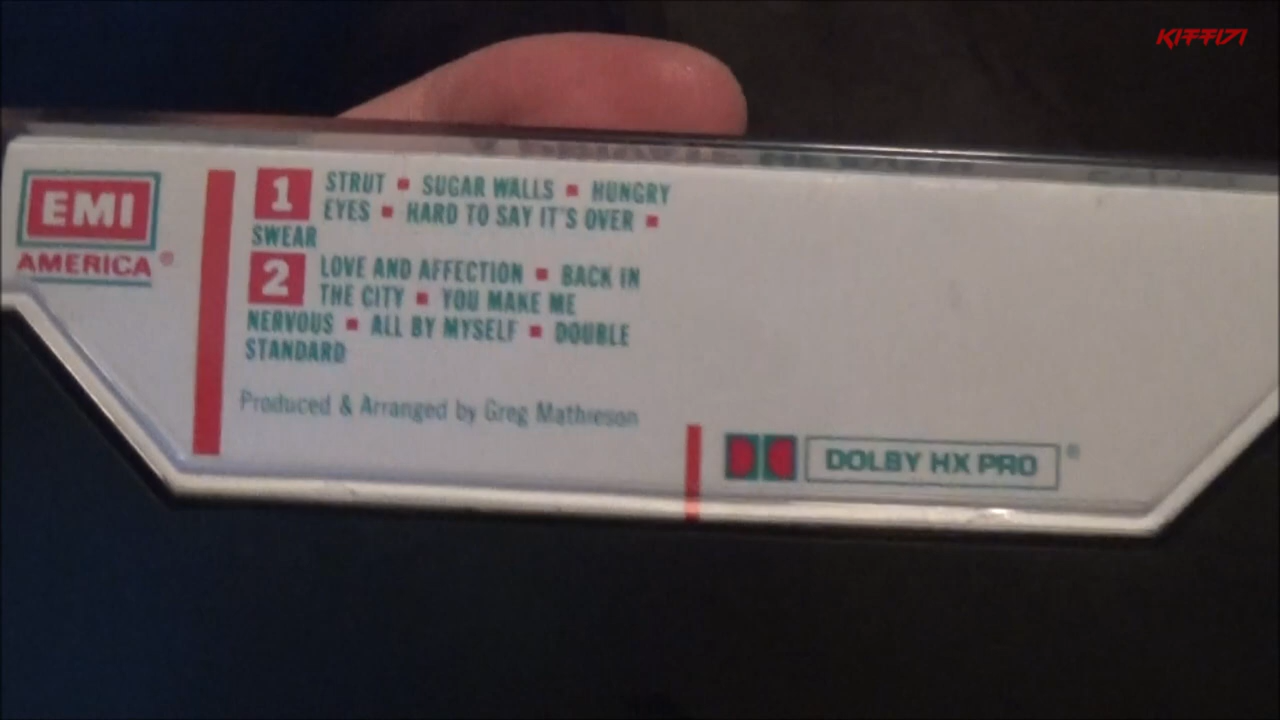 KIFFI71
EMI
AMERICA®
1 STRUT ▪ SUGAR WALLS ▪ HUNGRY
EYES ▪ HARD TO SAY IT'S OVER ▪
SWEAR
2 LOVE AND AFFECTION ▪ BACK IN
THE CITY ▪ YOU MAKE ME
NERVOUS ▪ ALL BY MYSELF ▪ DOUBLE
STANDARD
Produced & Arranged by Greg Mathieson
DOLBY HX PRO®